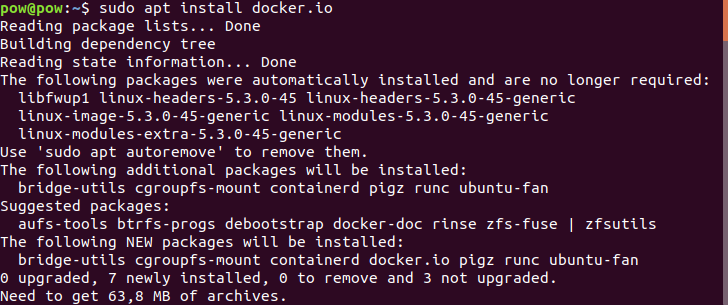 pow@pow:~$ sudo apt install docker.io
Reading package lists... Done
Building dependency tree
Reading state information... Done
The following packages were automatically installed and are no longer required:
  libfwup1 linux-headers-5.3.0-45 linux-headers-5.3.0-45-generic
  linux-image-5.3.0-45-generic linux-modules-5.3.0-45-generic
  linux-modules-extra-5.3.0-45-generic
Use 'sudo apt autoremove' to remove them.
The following additional packages will be installed:
  bridge-utils cgroupfs-mount containerd pigz runc ubuntu-fan
Suggested packages:
  aufs-tools btrfs-progs debootstrap docker-doc rinse zfs-fuse | zfsutils
The following NEW packages will be installed:
  bridge-utils cgroupfs-mount containerd docker.io pigz runc ubuntu-fan
0 upgraded, 7 newly installed, 0 to remove and 3 not upgraded.
Need to get 63,8 MB of archives.